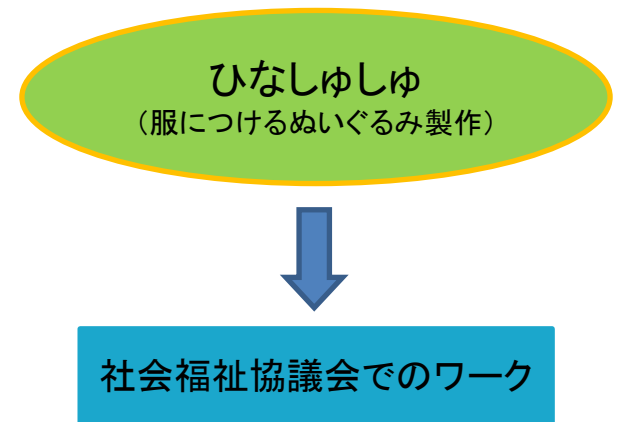 ひなしゅしゅ
（服につけるぬいぐるみ製作）
社会福祉協議会でのワーク